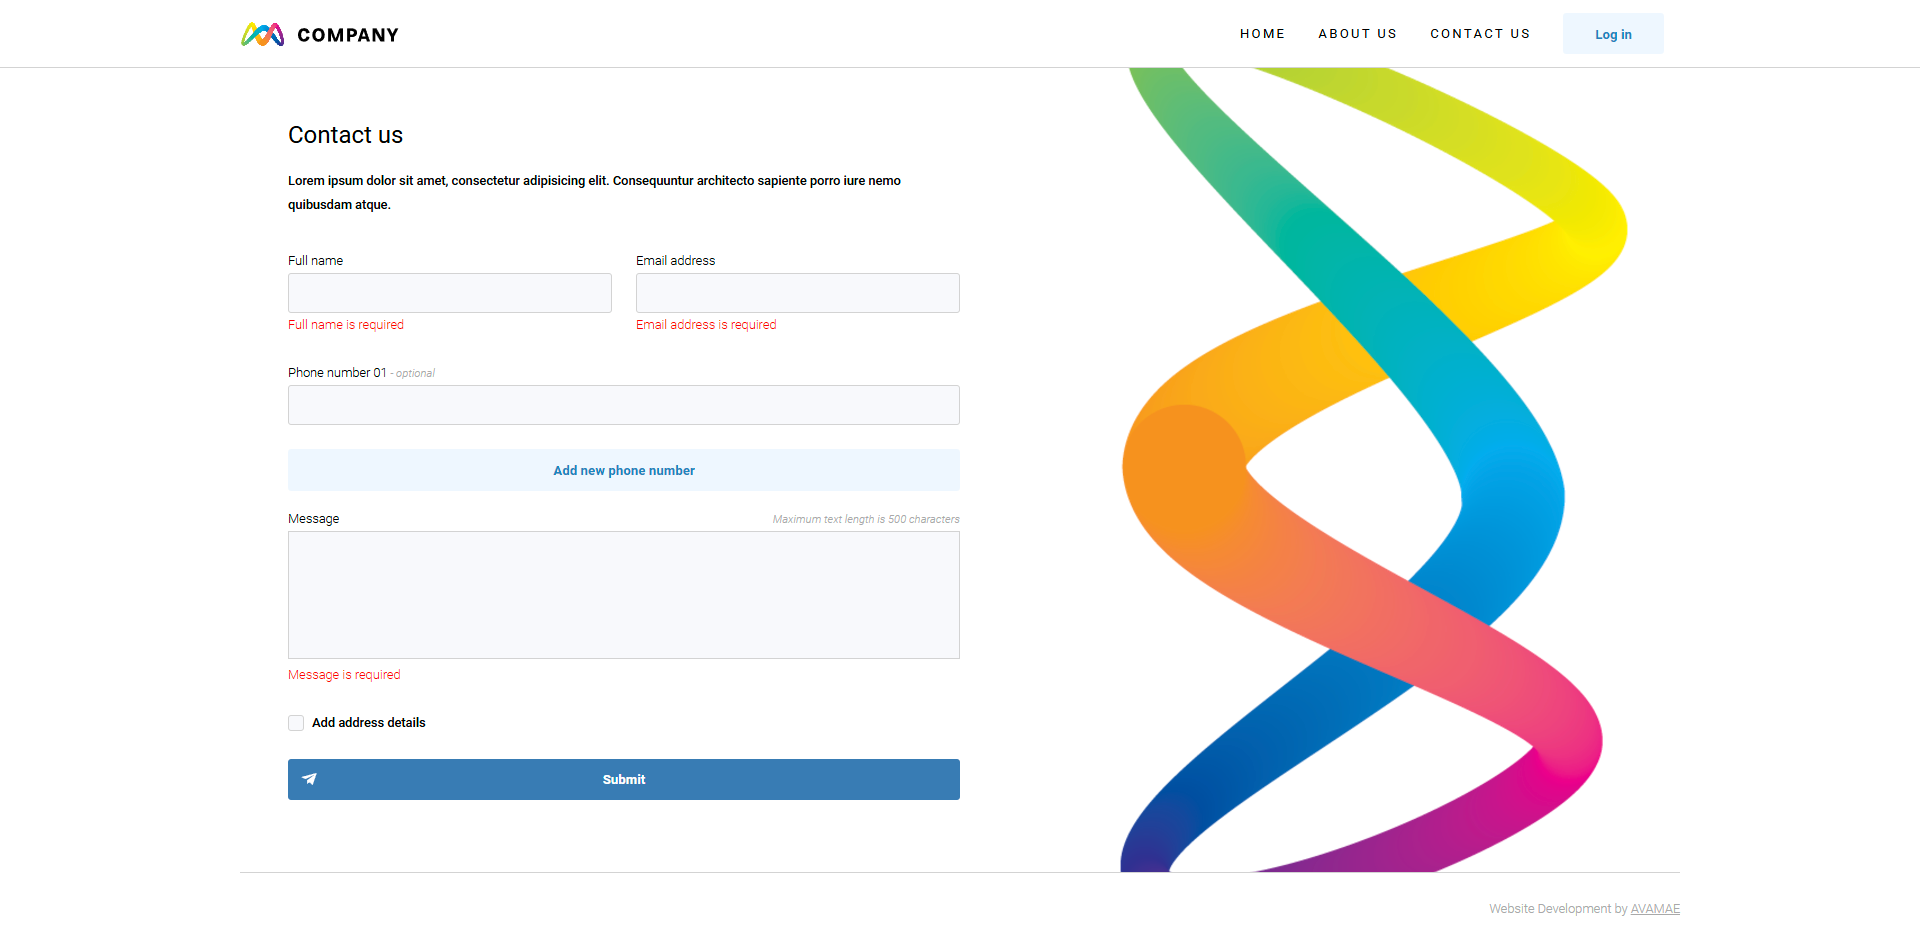 COMPANY
HOME
ABOUT US
CONTACT US
Log in
Contact us
Lorem ipsum dolor sit amet, consectetur adipisicing elit. Consequuntur architecto sapiente porro iure nemo
quibusdam atque.
Full name
Email address
Full name is required
Email address is required
Phone number 01 - optional
Add new phone number
Message
Maximum text length is 500 characters
Message is required
Add address details
Submit
Website Development by AVAMAE